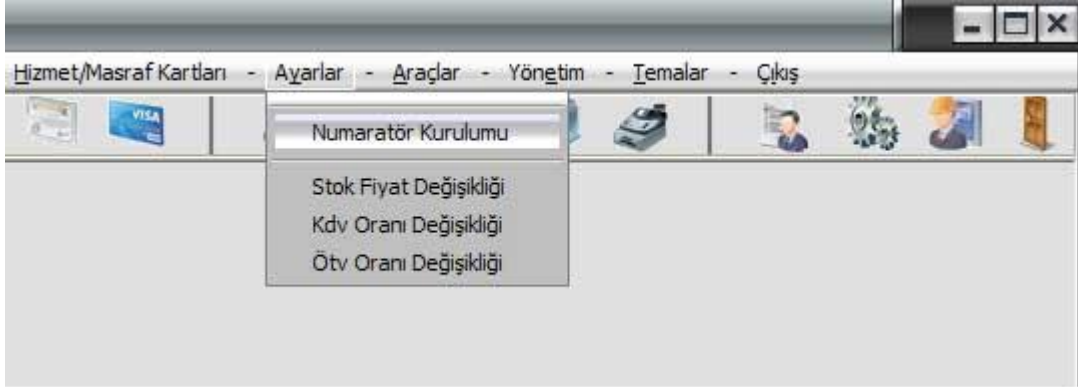 Hizmet/Masraf Kartları - Ayarlar - Araçlar - Yönetim - Temalar - Çıkış
VISA
Numaratör Kurulumu
Stok Fiyat Değişikliği
Kdv Oranı Değişikliği
Ötv Oranı Değişikliği